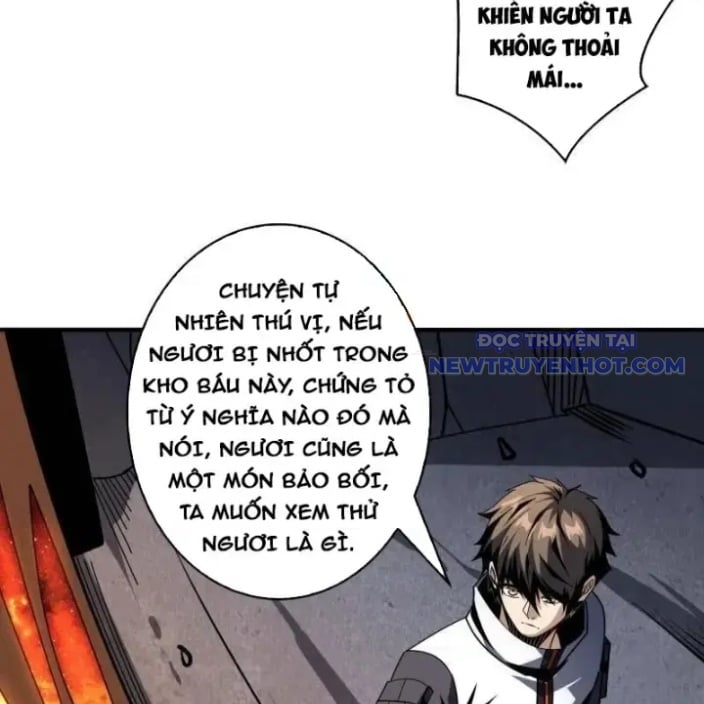 KHIẾN NGƯỜI TA
KHÔNG THOẢI
MÁI...
CHUYỆN TỰ
NHIÊN THÚ VỊ, NẾU
NGƯƠI BỊ NHỐT TRONG
KHO BÁU NÀY, CHỨNG TỎ
TỪ Ý NGHĨA NÀO ĐÓ MÀ
NÓI, NGƯƠI CŨNG LÀ
MỘT MÓN BẢO BỐI,
TA MUỐN XEM THỬ
NGƯƠI LÀ GÌ.
ĐỌC TRUYỆN TẠI
NEWTRUYENHOT.COM